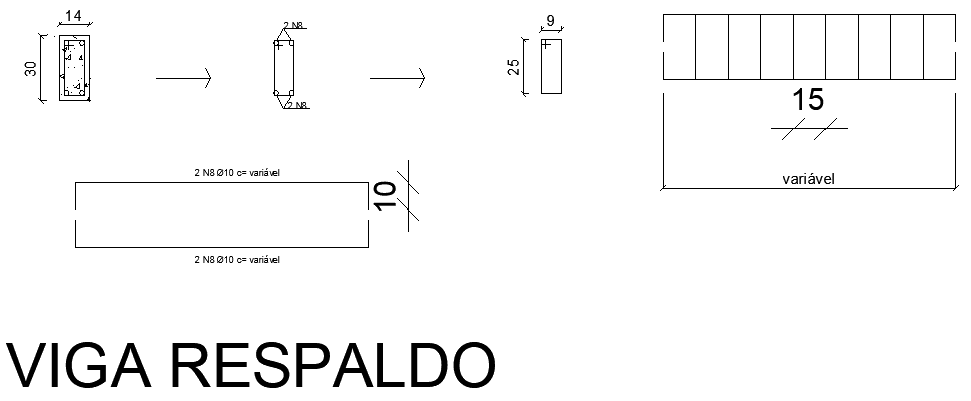 14
30
2 N8
2 N8
9
25
15
variável
2 N8 Ø10 c= variável
10
2 N8 Ø10 c= variável
VIGA RESPALDO